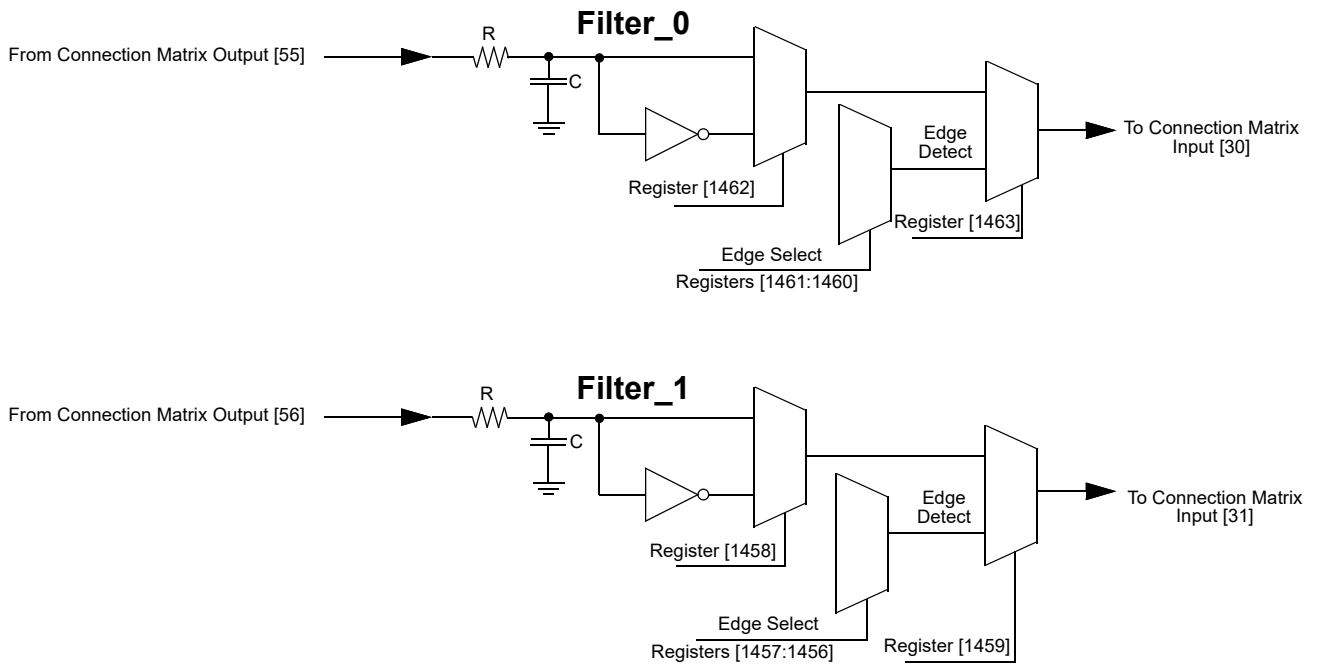 Filter_0
From Connection Matrix Output [55]
R
C
Edge
Detect
To Connection Matrix
Input [30]
Register [1462]
Register [1463]
Edge Select
Registers [1461:1460]
Filter_1
From Connection Matrix Output [56]
R
C
Edge
Detect
To Connection Matrix
Input [31]
Register [1458]
Edge Select
Registers [1457:1456]
Register [1459]